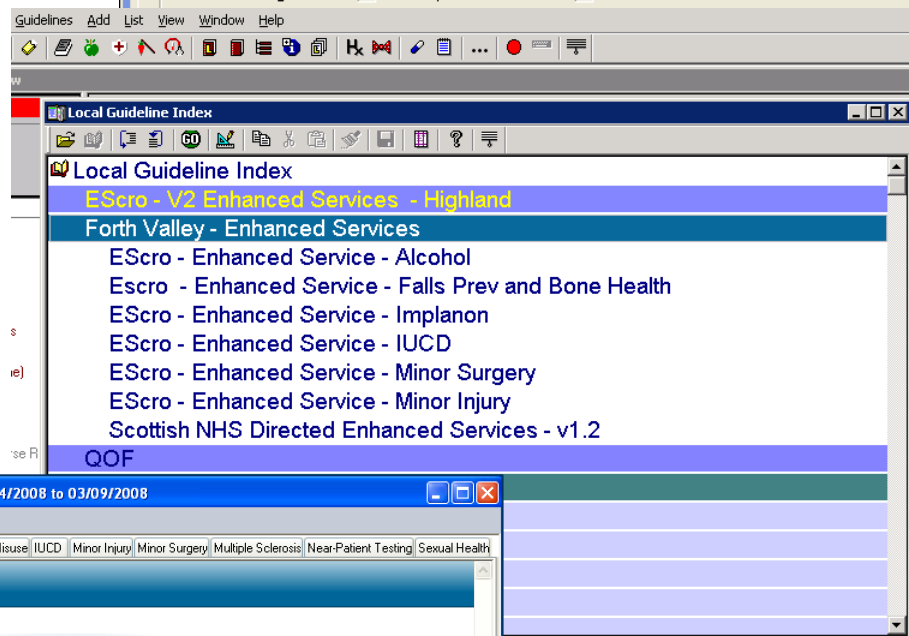 Guidelines Add List View Window Help
Local Guideline Index
GO
Local Guideline Index
EScro - V2 Enhanced Services - Highland
Forth Valley - Enhanced Services
EScro - Enhanced Service - Alcohol
Escro - Enhanced Service - Falls Prev and Bone Health
EScro - Enhanced Service - Implanon
EScro - Enhanced Service - IUCD
EScro - Enhanced Service - Minor Surgery
EScro - Enhanced Service - Minor Injury
Scottish NHS Directed Enhanced Services - v1.2
QOF
4/2008 to 03/09/2008
IUCD Minor Injury Minor Surgery Multiple Sclerosis Near-Patient Testing Sexual Health